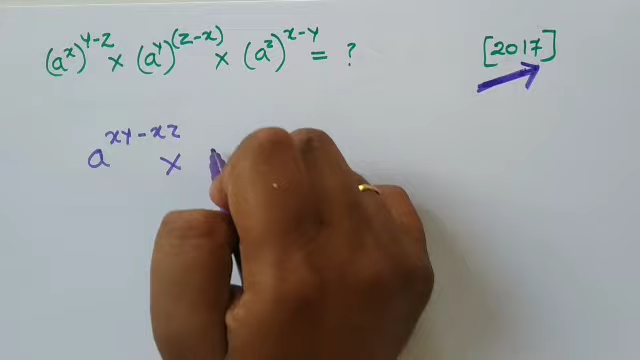 (a^x)^y-z × (a^y)^(z-x) × (a^z)^x-y = ? [2017]
a^xy-xz ×